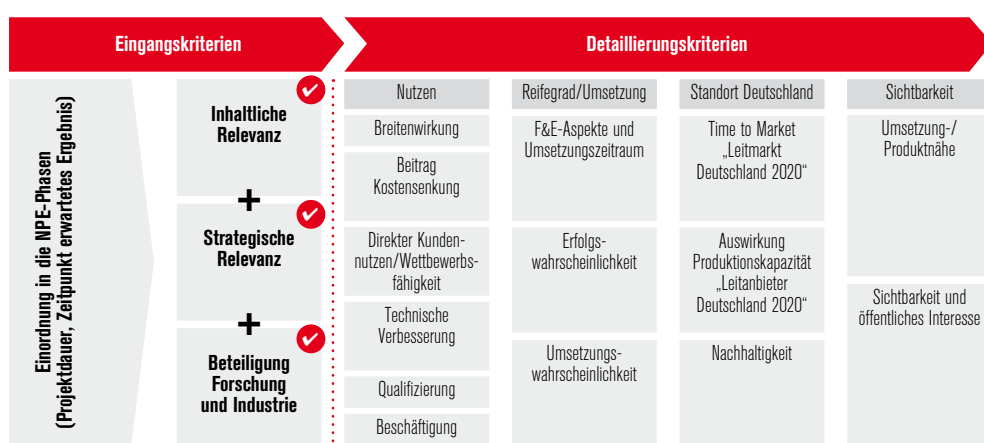 Eingangskriterien
Detaillierungskriterien
Einordnung in die NPE-Phasen
(Projektdauer, Zeitpunkt erwartetes Ergebnis)
Inhaltliche
Relevanz
+
Strategische
Relevanz
+
Beteiligung
Forschung
und Industrie
Nutzen
Breitenwirkung
Beitrag
Kostensenkung
Direkter Kunden-
nutzen/Wettbewerbs-
fähigkeit
Technische
Verbesserung
Qualifizierung
Beschäftigung
Reifegrad/Umsetzung
F&E-Aspekte und
Umsetzungszeitraum
Erfolgs-
wahrscheinlichkeit
Umsetzungs-
wahrscheinlichkeit
Standort Deutschland
Time to Market
„Leitmarkt
Deutschland 2020“
Auswirkung
Produktionskapazität
„Leitanbieter
Deutschland 2020“
Nachhaltigkeit
Sichtbarkeit
Umsetzung-/
Produktnähe
Sichtbarkeit und
öffentliches Interesse